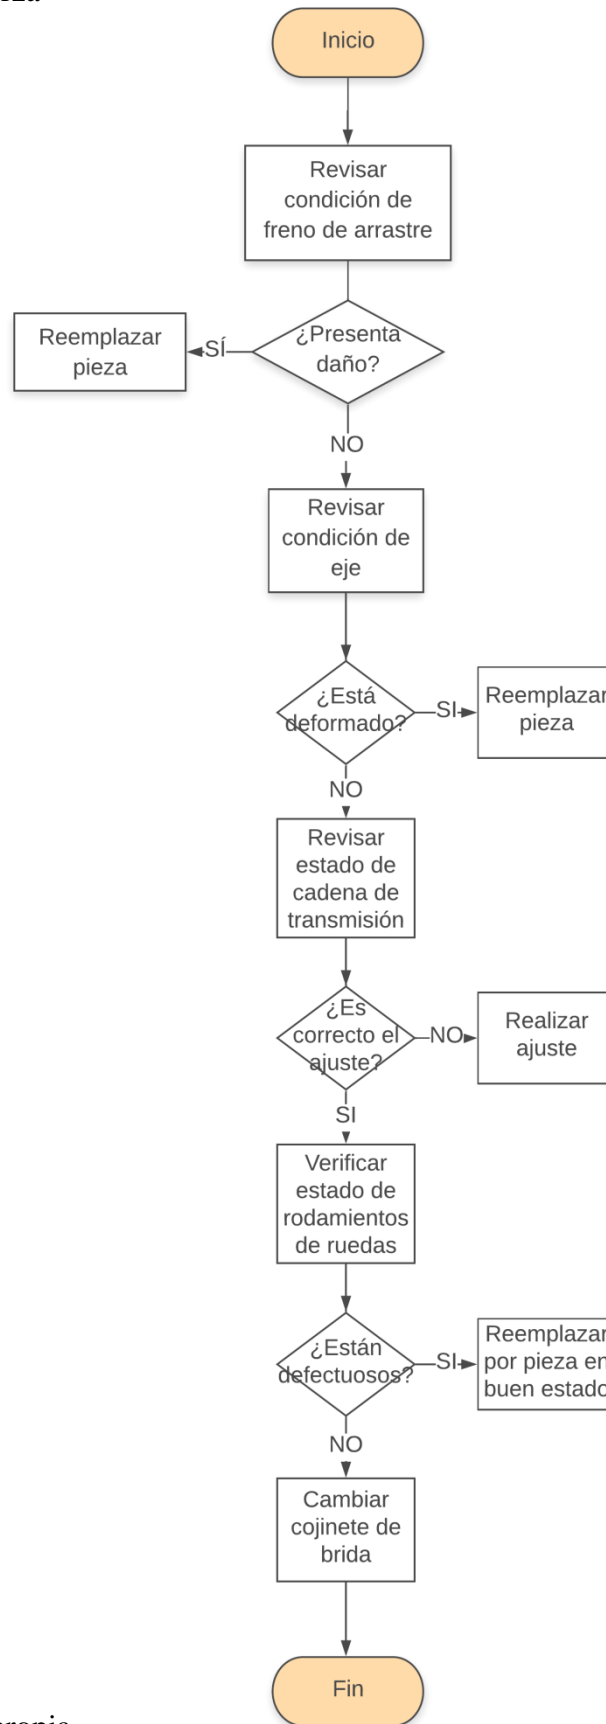 Inicio
Revisar
condición de
freno de arrastre
¿Presenta
daño?
SÍ
Reemplazar
pieza
NO
Revisar
condición de
eje
¿Está
deformado?
SI
Reemplazar
pieza
NO
Revisar
estado de
cadena de
transmisión
¿Es
correcto el
ajuste?
NO
Realizar
ajuste
SI
Verificar
estado de
rodamientos
de ruedas
¿Están
defectuosos?
SI
Reemplazar
por pieza en
buen estado
NO
Cambiar
cojinete de
brida
Fin